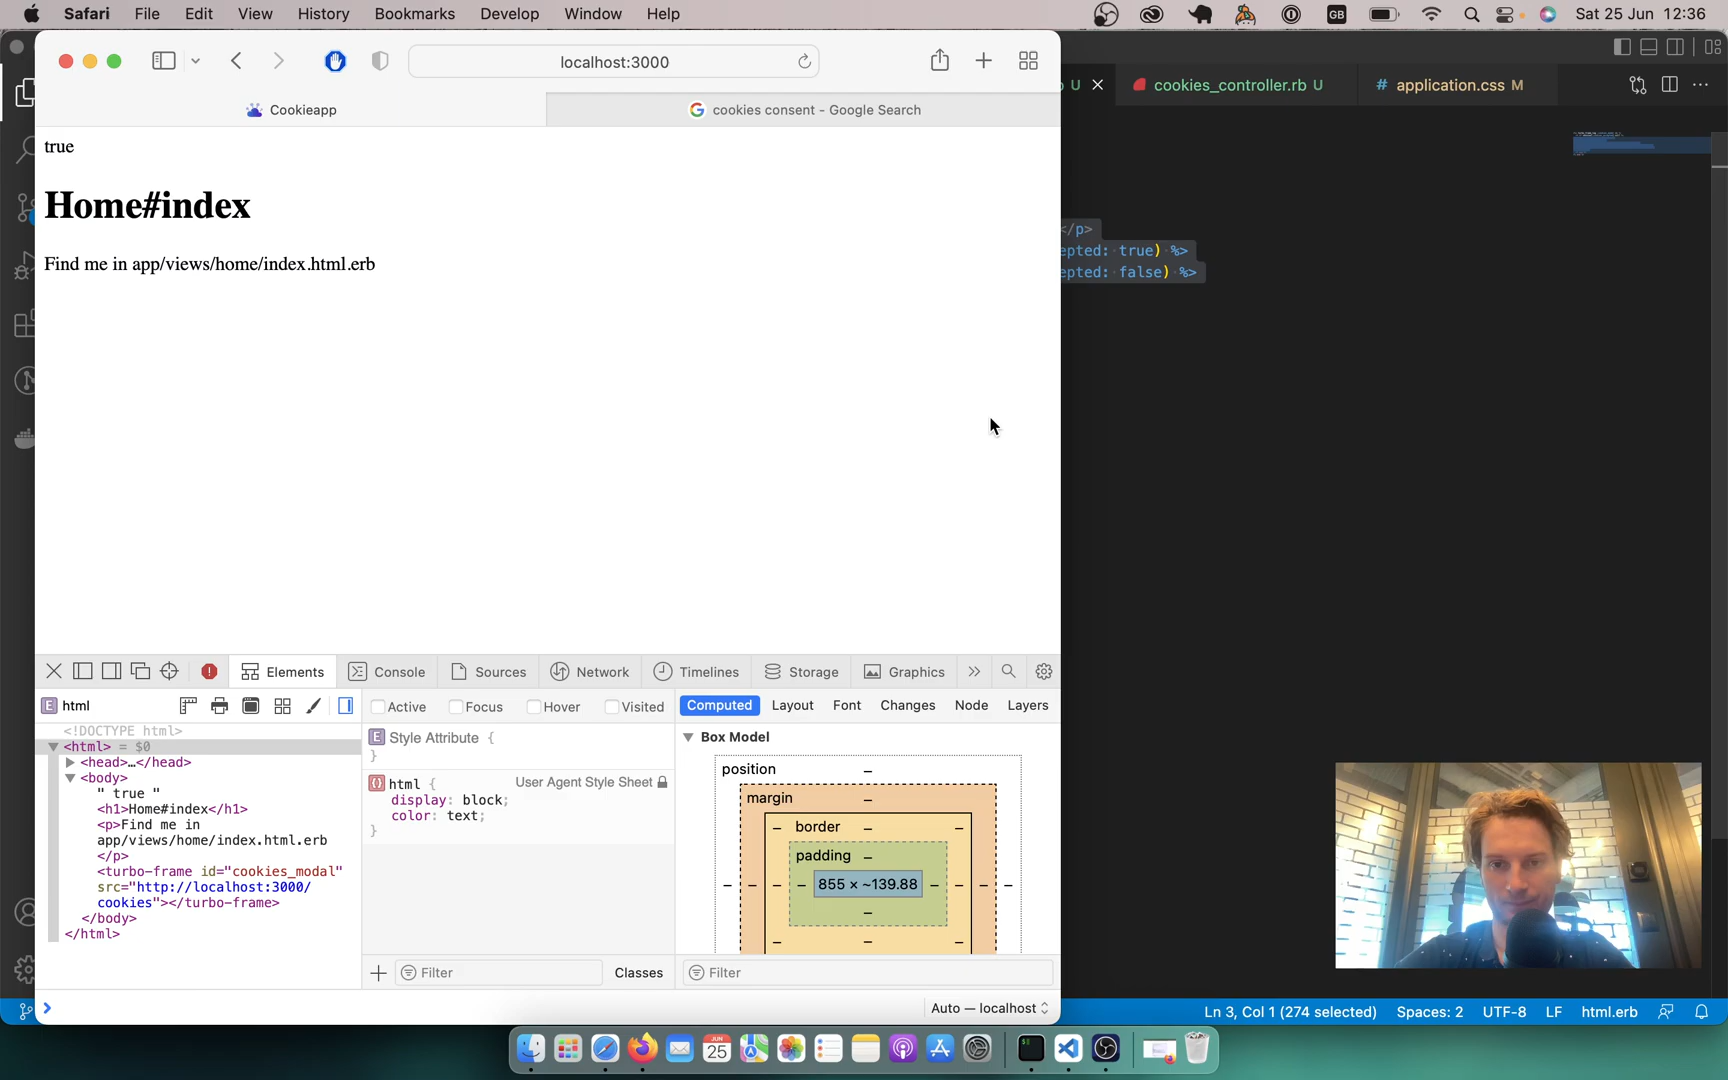 Safari File Edit View History Bookmarks Develop Window Help GB Sat 25 Jun 12:36
localhost:3000
Cookieapp
cookies consent - Google Search
U
cookies_controller.rb U
# application.css M
true
Home#index
Find me in app/views/home/index.html.erb
</p>
epted: true) %>
epted: false) %>
Elements Console Sources Network Timelines Storage Graphics
E html
Active Focus Hover Visited
Computed Layout Font Changes Node Layers
<!DOCTYPE html>
<html> = $0
<head>…</head>
<body>
" true "
<h1>Home#index</h1>
<p>Find me in
app/views/home/index.html.erb
</p>
<turbo-frame id="cookies_modal"
src="http://localhost:3000/
cookies"></turbo-frame>
</body>
</html>
E Style Attribute {
}
html { User Agent Style Sheet
display: block;
color: text;
}
Filter Classes
Box Model
position –
margin –
– border – –
padding –
– – – 855 × ~139.88 – – –
–
– – –
Filter
Auto — localhost
Ln 3, Col 1 (274 selected) Spaces: 2 UTF-8 LF html.erb
JUN
25